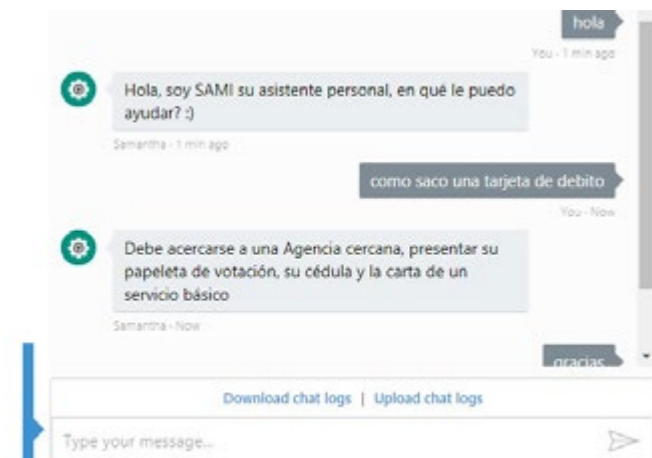 hola
You - 1 min ago
Hola, soy SAMI su asistente personal, en qué le puedo
ayudar? :)
Samantha - 1 min ago
como saco una tarjeta de debito
You - Now
Debe acercarse a una Agencia cercana, presentar su
papeleta de votación, su cédula y la carta de un
servicio básico
Samantha - Now
gracias
Download chat logs | Upload chat logs
Type your message...